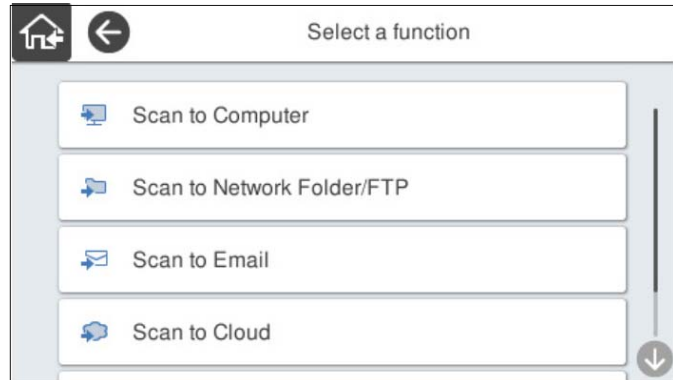 Select a function
Scan to Computer
Scan to Network Folder/FTP
Scan to Email
Scan to Cloud